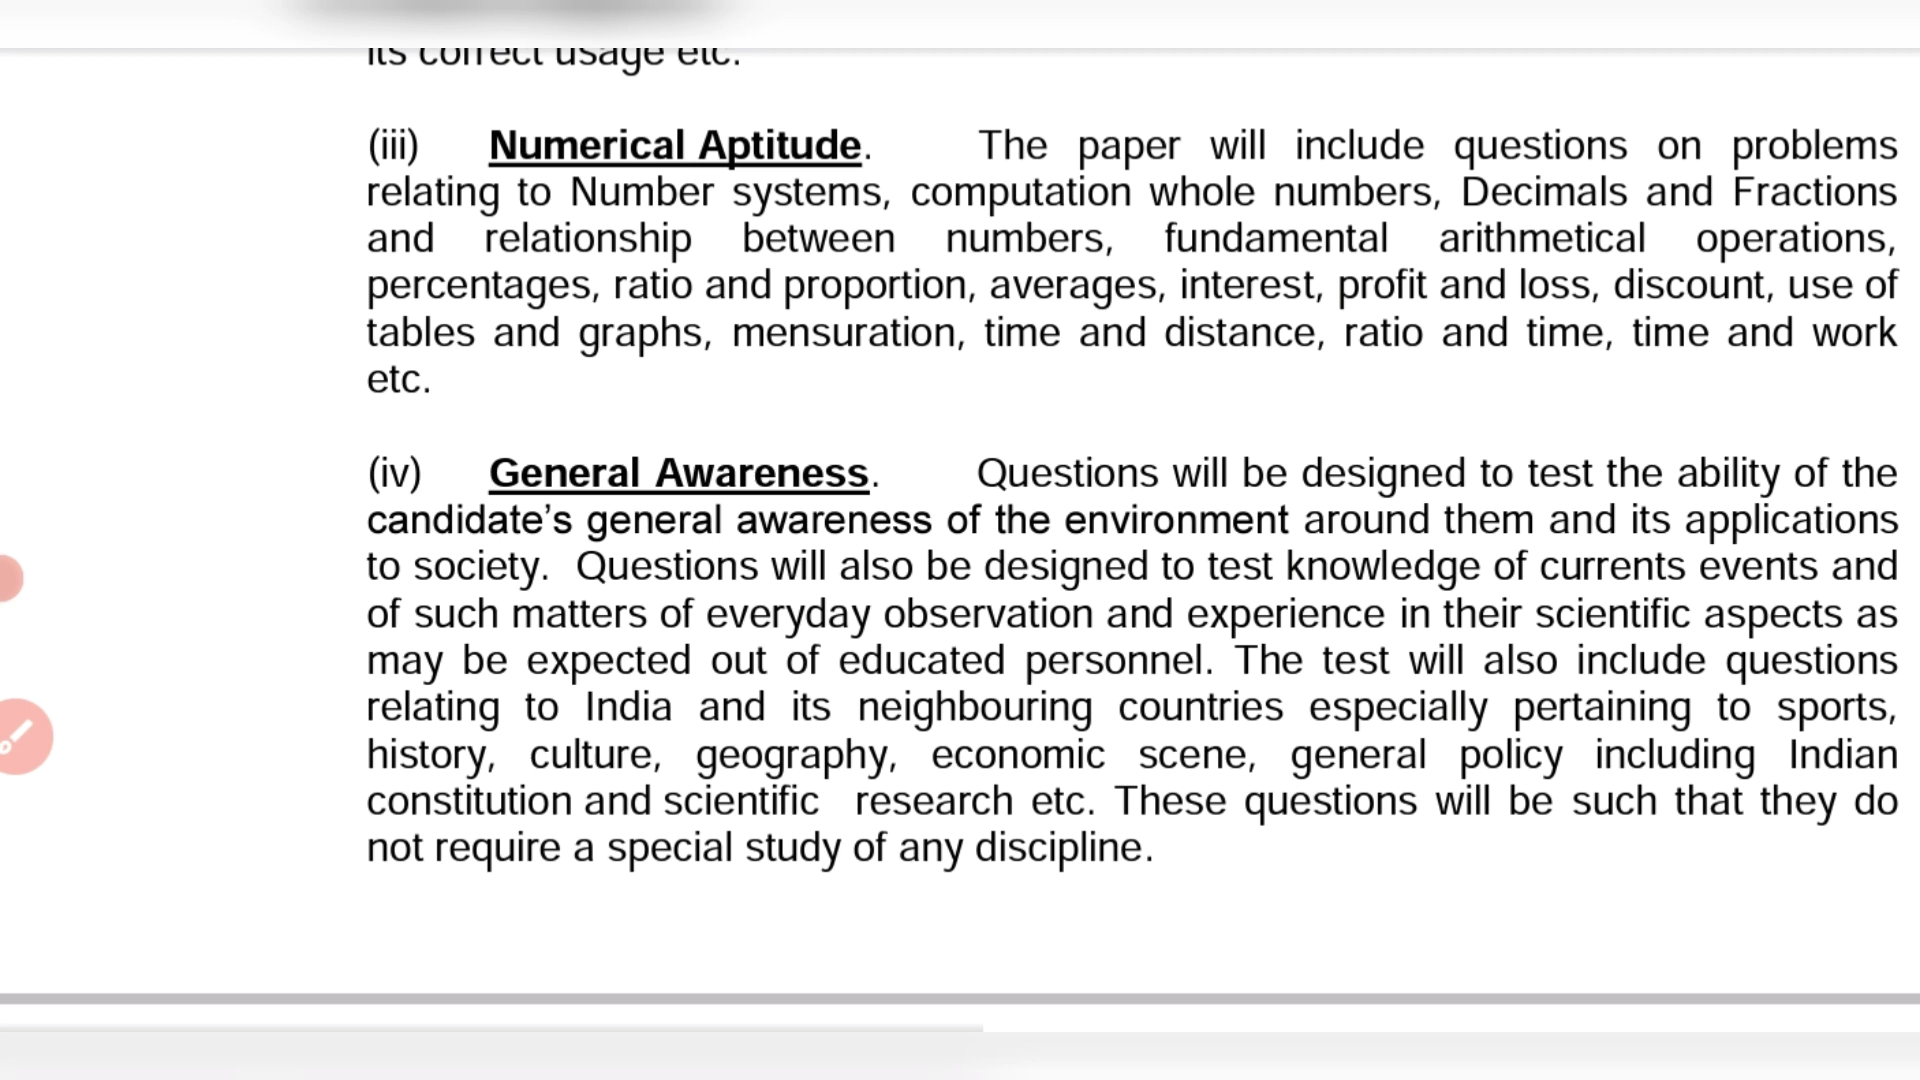 its correct usage etc.
(iii) Numerical Aptitude. The paper will include questions on problems
relating to Number systems, computation whole numbers, Decimals and Fractions
and relationship between numbers, fundamental arithmetical operations,
percentages, ratio and proportion, averages, interest, profit and loss, discount, use of
tables and graphs, mensuration, time and distance, ratio and time, time and work
etc.
(iv) General Awareness. Questions will be designed to test the ability of the
candidate’s general awareness of the environment around them and its applications
to society. Questions will also be designed to test knowledge of currents events and
of such matters of everyday observation and experience in their scientific aspects as
may be expected out of educated personnel. The test will also include questions
relating to India and its neighbouring countries especially pertaining to sports,
history, culture, geography, economic scene, general policy including Indian
constitution and scientific research etc. These questions will be such that they do
not require a special study of any discipline.